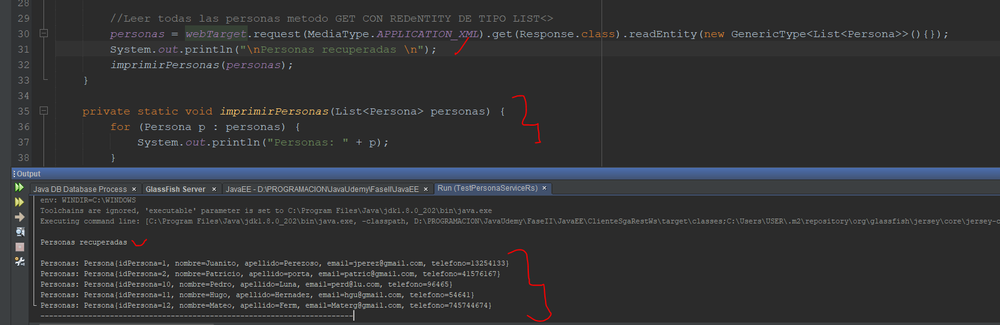 28
29 //Leer todas las personas metodo GET CON REDeNTITY DE TIPO LIST<>
30 personas = webTarget.request(MediaType.APPLICATION_XML).get(Response.class).readEntity(new GenericType<List<Persona>>(){});
31 System.out.println("\nPersonas recuperadas \n");
32 imprimirPersonas(personas);
33 }
34
35 private static void imprimirPersonas(List<Persona> personas) {
36 for (Persona p : personas) {
37 System.out.println("Personas: " + p);
38 }
Output
Java DB Database Process × GlassFish Server × JavaEE - D:\PROGRAMACION\JavaUdemy\FaseII\JavaEE × Run (TestPersonaServiceRs) ×
env: WINDIR=C:\WINDOWS
Toolchains are ignored, 'executable' parameter is set to C:\Program Files\Java\jdk1.8.0_202\bin\java.exe
Executing command line: [C:\Program Files\Java\jdk1.8.0_202\bin\java.exe, -classpath, D:\PROGRAMACION\JavaUdemy\FaseII\JavaEE\ClienteSgaRestWs\target\classes;C:\Users\USER\.m2\repository\org\glassfish\jersey\core\jersey-c
Personas recuperadas
Personas: Persona{idPersona=1, nombre=Juanito, apellido=Perezoso, email=jperez@gmail.com, telefono=13254133}
Personas: Persona{idPersona=2, nombre=Patricio, apellido=porta, email=patric@gmail.com, telefono=41576167}
Personas: Persona{idPersona=10, nombre=Pedro, apellido=Luna, email=perd@lu.com, telefono=96465}
Personas: Persona{idPersona=11, nombre=Hugo, apellido=Hernadez, email=hgu@gmail.com, telefono=54641}
Personas: Persona{idPersona=12, nombre=Mateo, apellido=Ferm, email=Materg@gmail.com, telefono=745744674}
------------------------------------------------------------------------